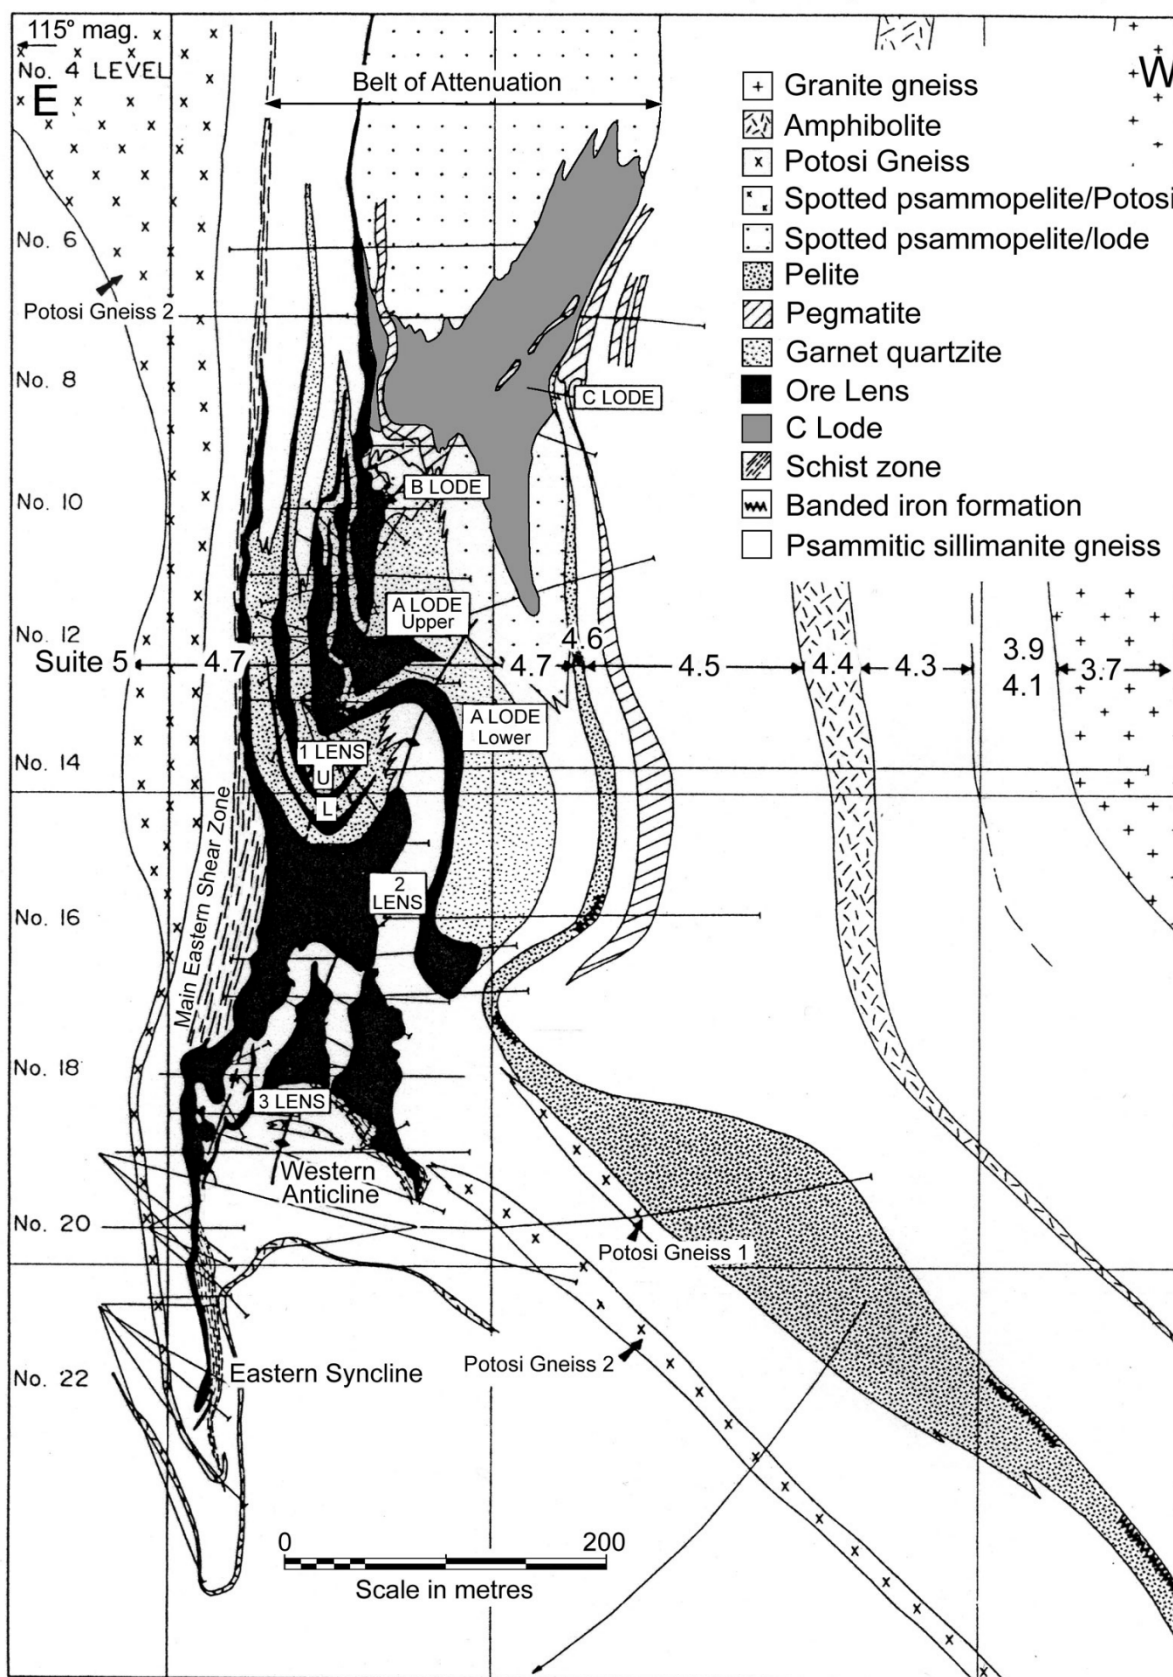 115° mag.
No. 4 LEVEL
E
W
Belt of Attenuation
Granite gneiss
Amphibolite
Potosi Gneiss
Spotted psammopelite/Potosi
Spotted psammopelite/lode
Pelite
Pegmatite
Garnet quartzite
Ore Lens
C Lode
Schist zone
Banded iron formation
Psammitic sillimanite gneiss
No. 6
Potosi Gneiss 2
No. 8
C LODE
B LODE
No. 10
A LODE
Upper
No. 12
4.6
Suite 5
4.7
4.7
4.5
4.4
4.3
3.9
4.1
3.7
A LODE
Lower
1 LENS
U
L
No. 14
Main Eastern Shear Zone
2
LENS
No. 16
No. 18
3 LENS
Western
Anticline
No. 20
Potosi Gneiss 1
Potosi Gneiss 2
Eastern Syncline
No. 22
0
200
Scale in metres